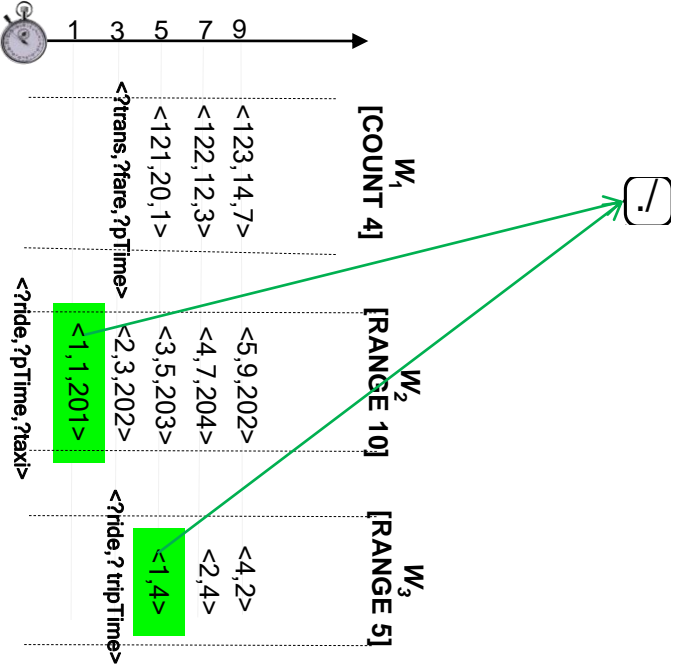 1 3 5 7 9
W1
[COUNT 4]
<123,14,7>
<122,12,3>
<121,20,1>
<?trans,?fare,?pTime>
W2
[RANGE 10]
<5,9,202>
<4,7,204>
<3,5,203>
<2,3,202>
<1,1,201>
<?ride,?pTime,?taxi>
W3
[RANGE 5]
<4,2>
<2,4>
<1,4>
<?ride,? tripTime>
./